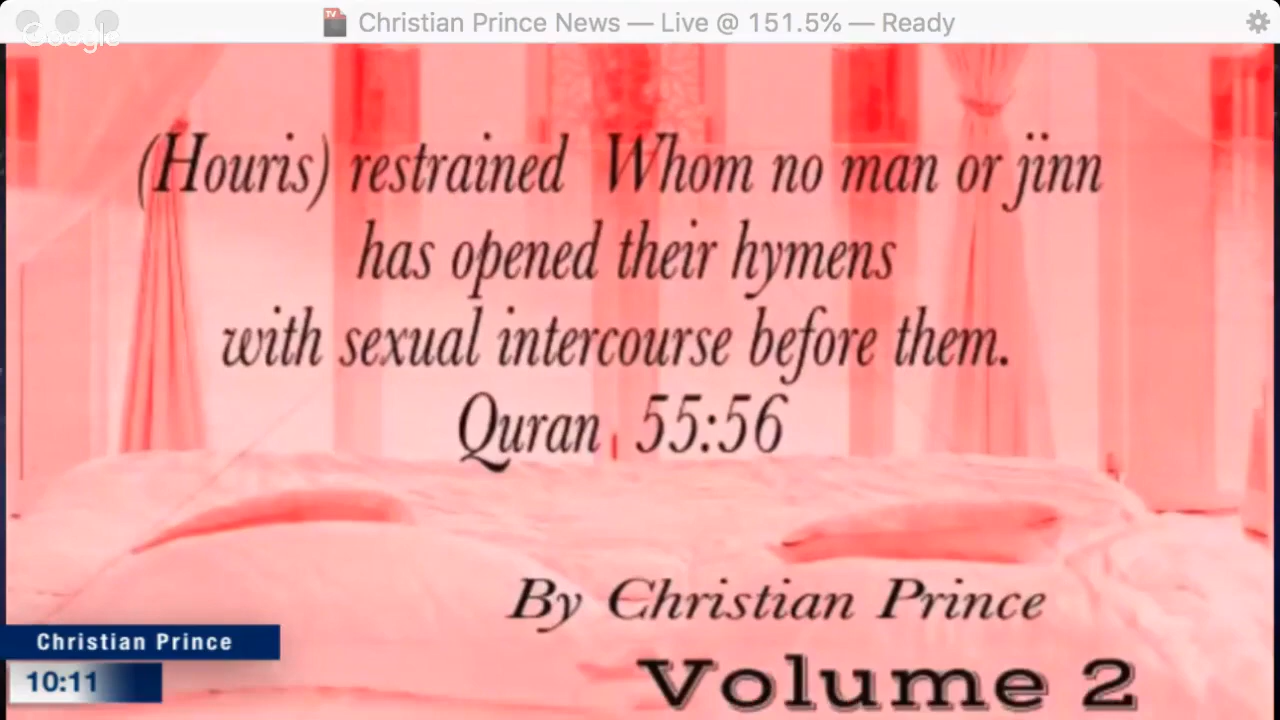 Christian Prince News — Live @ 151.5% — Ready
Google
(Houris) restrained Whom no man or jinn
has opened their hymens
with sexual intercourse before them.
Quran 55:56
By Christian Prince
Volume 2
Christian Prince
10:11